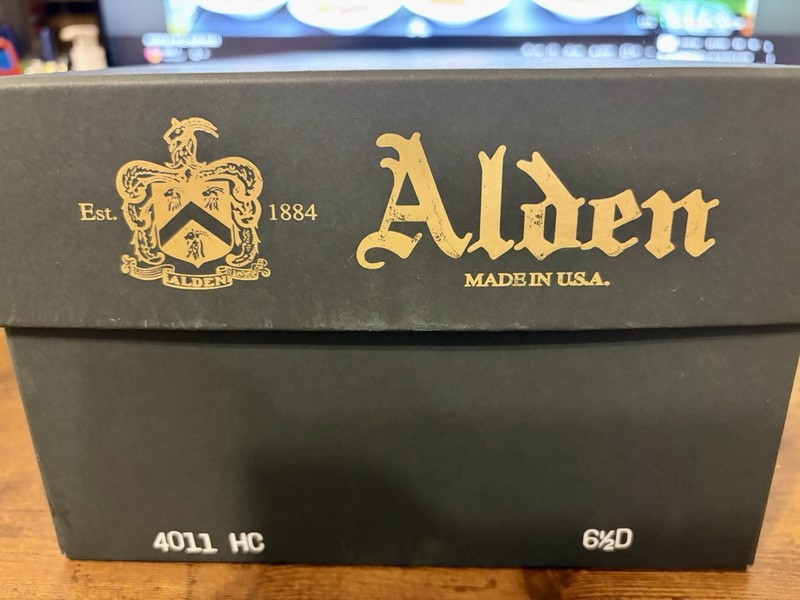 Est. 1884
ALDEN
Alden
MADE IN U.S.A.
4011 HC
6½D